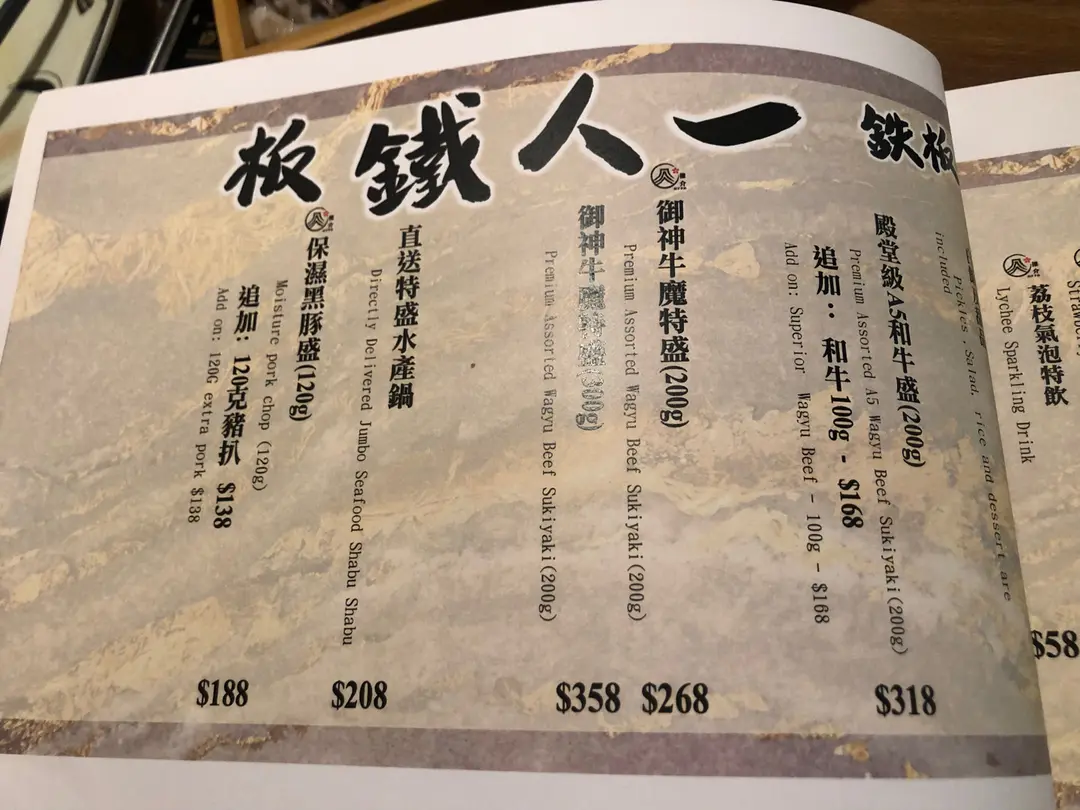 一人鐵板
鉄板
included
Pickles, Salad, rice and dessert are
殿堂級A5和牛盛(200g)
Premium Assorted A5 Wagyu Beef Sukiyaki(200g)
$318
追加：和牛100g - $168
Add on: Superior Wagyu Beef - 100g - $168
御神牛魔特盛(200g)
Premium Assorted Wagyu Beef Sukiyaki(200g)
$268
御神牛魔特盛(300g)
Premium Assorted Wagyu Beef Sukiyaki(200g)
$358
直送特盛水產鍋
Directly Delivered Jumbo Seafood Shabu Shabu
$208
保濕黑豚盛(120g)
Moisture pork chop (120g)
$188
追加：120克豬扒 $138
Add on: 120G extra pork $138
荔枝氣泡特飲
Lychee Sparkling Drink
$58